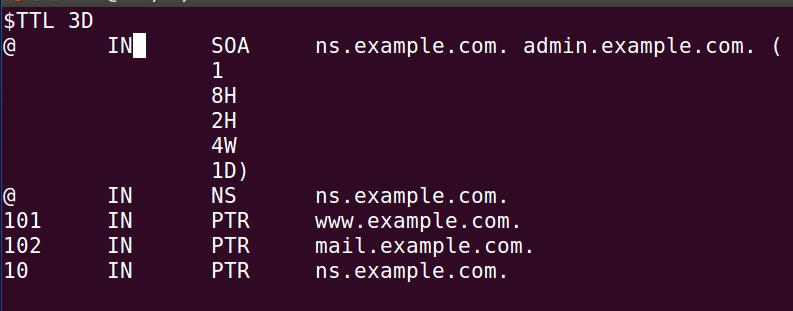 $TTL 3D
@ IN SOA ns.example.com. admin.example.com. (
1
8H
2H
4W
1D)
@ IN NS ns.example.com.
101 IN PTR www.example.com.
102 IN PTR mail.example.com.
10 IN PTR ns.example.com.